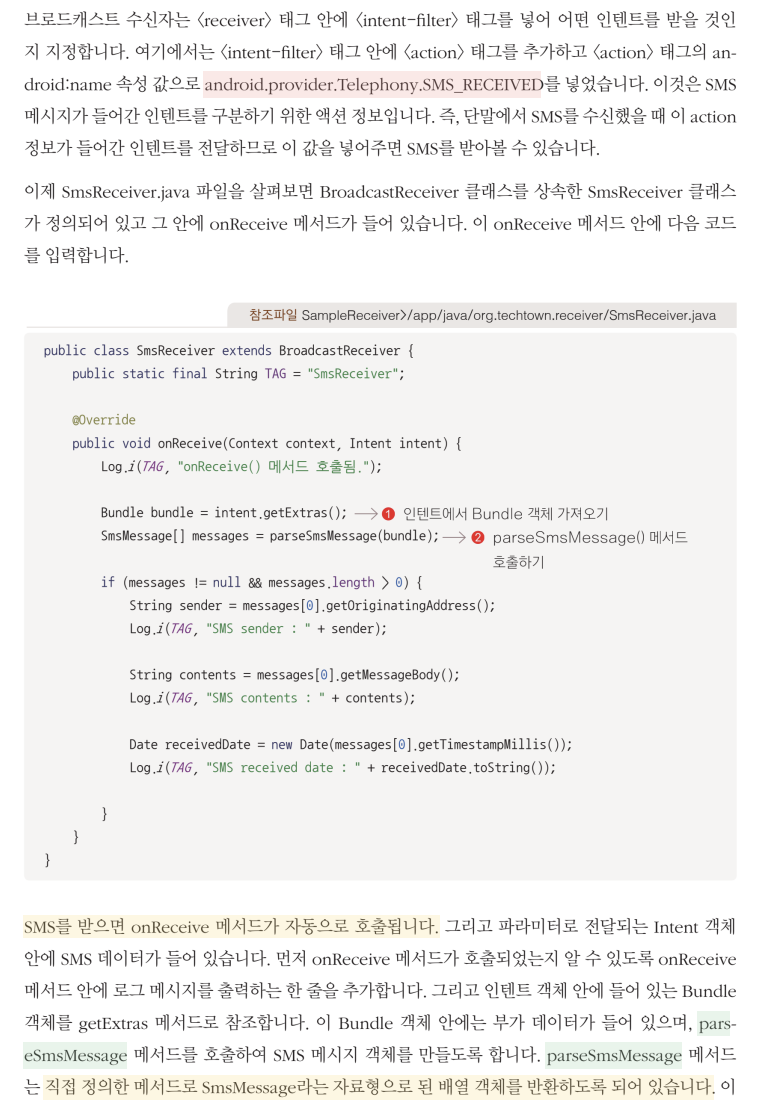 브로드캐스트 수신자는 〈receiver〉 태그 안에 〈intent-filter〉 태그를 넣어 어떤 인텐트를 받을 것인
지 지정합니다. 여기에서는 〈intent-filter〉 태그 안에 〈action〉 태그를 추가하고 〈action〉 태그의 an-
droid:name 속성 값으로 android.provider.Telephony.SMS_RECEIVED를 넣었습니다. 이것은 SMS
메시지가 들어간 인텐트를 구분하기 위한 액션 정보입니다. 즉, 단말에서 SMS를 수신했을 때 이 action
정보가 들어간 인텐트를 전달하므로 이 값을 넣어주면 SMS를 받아볼 수 있습니다.
이제 SmsReceiver.java 파일을 살펴보면 BroadcastReceiver 클래스를 상속한 SmsReceiver 클래스
가 정의되어 있고 그 안에 onReceive 메서드가 들어 있습니다. 이 onReceive 메서드 안에 다음 코드
를 입력합니다.
참조파일 SampleReceiver>/app/java/org.techtown.receiver/SmsReceiver.java
public class SmsReceiver extends BroadcastReceiver {
public static final String TAG = "SmsReceiver";
@Override
public void onReceive(Context context, Intent intent) {
Log.i(TAG, "onReceive() 메서드 호출됨.");
Bundle bundle = intent.getExtras(); → ❶ 인텐트에서 Bundle 객체 가져오기
SmsMessage[] messages = parseSmsMessage(bundle); → ❷ parseSmsMessage() 메서드
호출하기
if (messages != null && messages.length > 0) {
String sender = messages[0].getOriginatingAddress();
Log.i(TAG, "SMS sender : " + sender);
String contents = messages[0].getMessageBody();
Log.i(TAG, "SMS contents : " + contents);
Date receivedDate = new Date(messages[0].getTimestampMillis());
Log.i(TAG, "SMS received date : " + receivedDate.toString());
}
}
}
SMS를 받으면 onReceive 메서드가 자동으로 호출됩니다. 그리고 파라미터로 전달되는 Intent 객체
안에 SMS 데이터가 들어 있습니다. 먼저 onReceive 메서드가 호출되었는지 알 수 있도록 onReceive
메서드 안에 로그 메시지를 출력하는 한 줄을 추가합니다. 그리고 인텐트 객체 안에 들어 있는 Bundle
객체를 getExtras 메서드로 참조합니다. 이 Bundle 객체 안에는 부가 데이터가 들어 있으며, pars-
eSmsMessage 메서드를 호출하여 SMS 메시지 객체를 만들도록 합니다. parseSmsMessage 메서드
는 직접 정의한 메서드로 SmsMessage라는 자료형으로 된 배열 객체를 반환하도록 되어 있습니다. 이